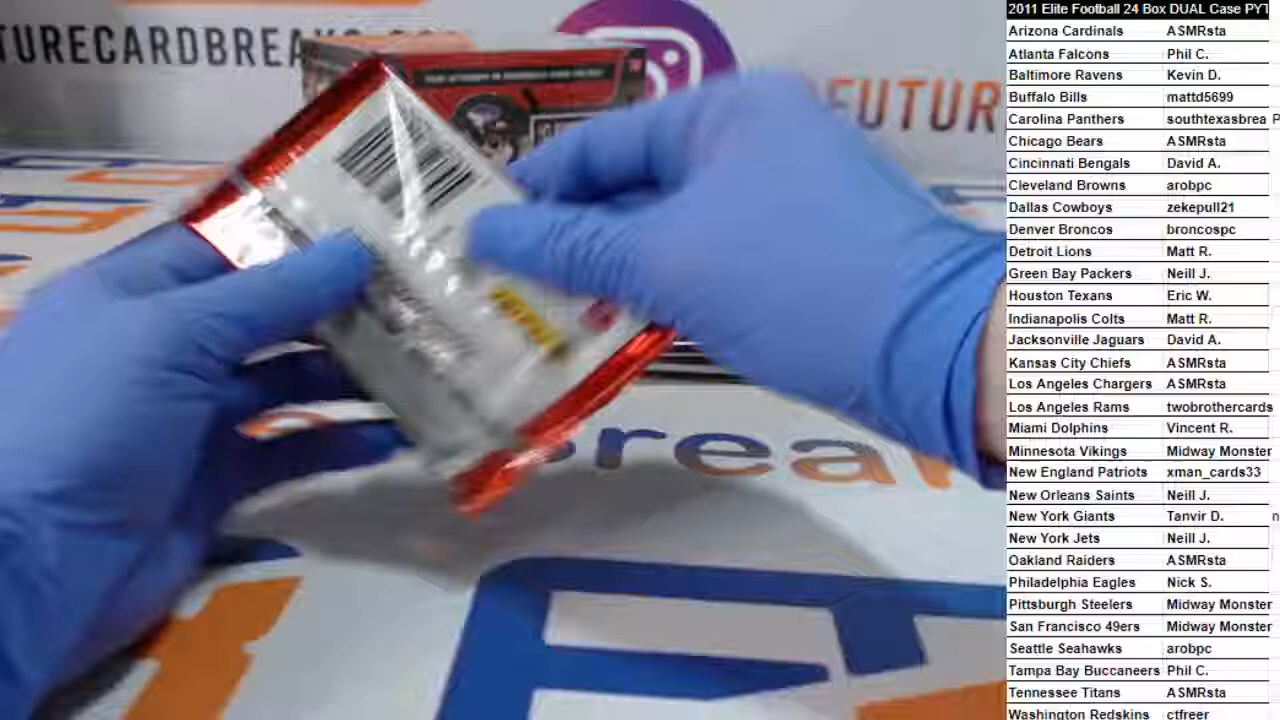 TURECARDBREAKS.CO
FUTUR
brea
2011 Elite Football 24 Box DUAL Case PYT
Arizona Cardinals ASMRsta
Atlanta Falcons Phil C.
Baltimore Ravens Kevin D.
Buffalo Bills mattd5699
Carolina Panthers southtexasbrea P
Chicago Bears ASMRsta
Cincinnati Bengals David A.
Cleveland Browns arobpc
Dallas Cowboys zekepull21
Denver Broncos broncospc
Detroit Lions Matt R.
Green Bay Packers Neill J.
Houston Texans Eric W.
Indianapolis Colts Matt R.
Jacksonville Jaguars David A.
Kansas City Chiefs ASMRsta
Los Angeles Chargers ASMRsta
Los Angeles Rams twobrothercards
Miami Dolphins Vincent R.
Minnesota Vikings Midway Monster
New England Patriots xman_cards33
New Orleans Saints Neill J.
New York Giants Tanvir D. n
New York Jets Neill J.
Oakland Raiders ASMRsta
Philadelphia Eagles Nick S.
Pittsburgh Steelers Midway Monster
San Francisco 49ers Midway Monster
Seattle Seahawks arobpc
Tampa Bay Buccaneers Phil C.
Tennessee Titans ASMRsta
Washington Redskins ctfreer